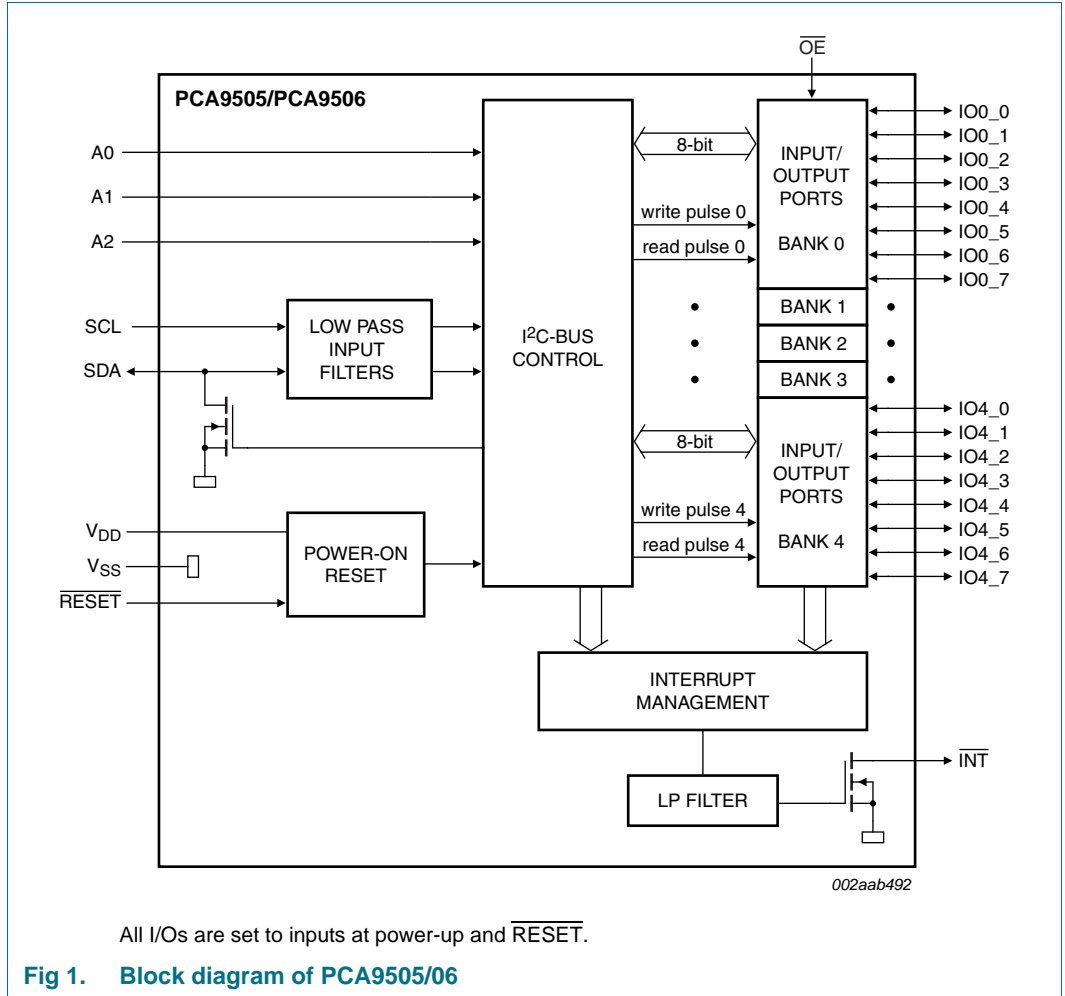 OE
PCA9505/PCA9506
A0
A1
A2
SCL
SDA
LOW PASS
INPUT
FILTERS
VDD
VSS
RESET
POWER-ON
RESET
I²C-BUS
CONTROL
8-bit
write pulse 0
read pulse 0
8-bit
write pulse 4
read pulse 4
INPUT/
OUTPUT
PORTS
BANK 0
BANK 1
BANK 2
BANK 3
INPUT/
OUTPUT
PORTS
BANK 4
IO0_0
IO0_1
IO0_2
IO0_3
IO0_4
IO0_5
IO0_6
IO0_7
IO4_0
IO4_1
IO4_2
IO4_3
IO4_4
IO4_5
IO4_6
IO4_7
INTERRUPT
MANAGEMENT
LP FILTER
INT
002aab492
All I/Os are set to inputs at power-up and RESET.
Fig 1. Block diagram of PCA9505/06